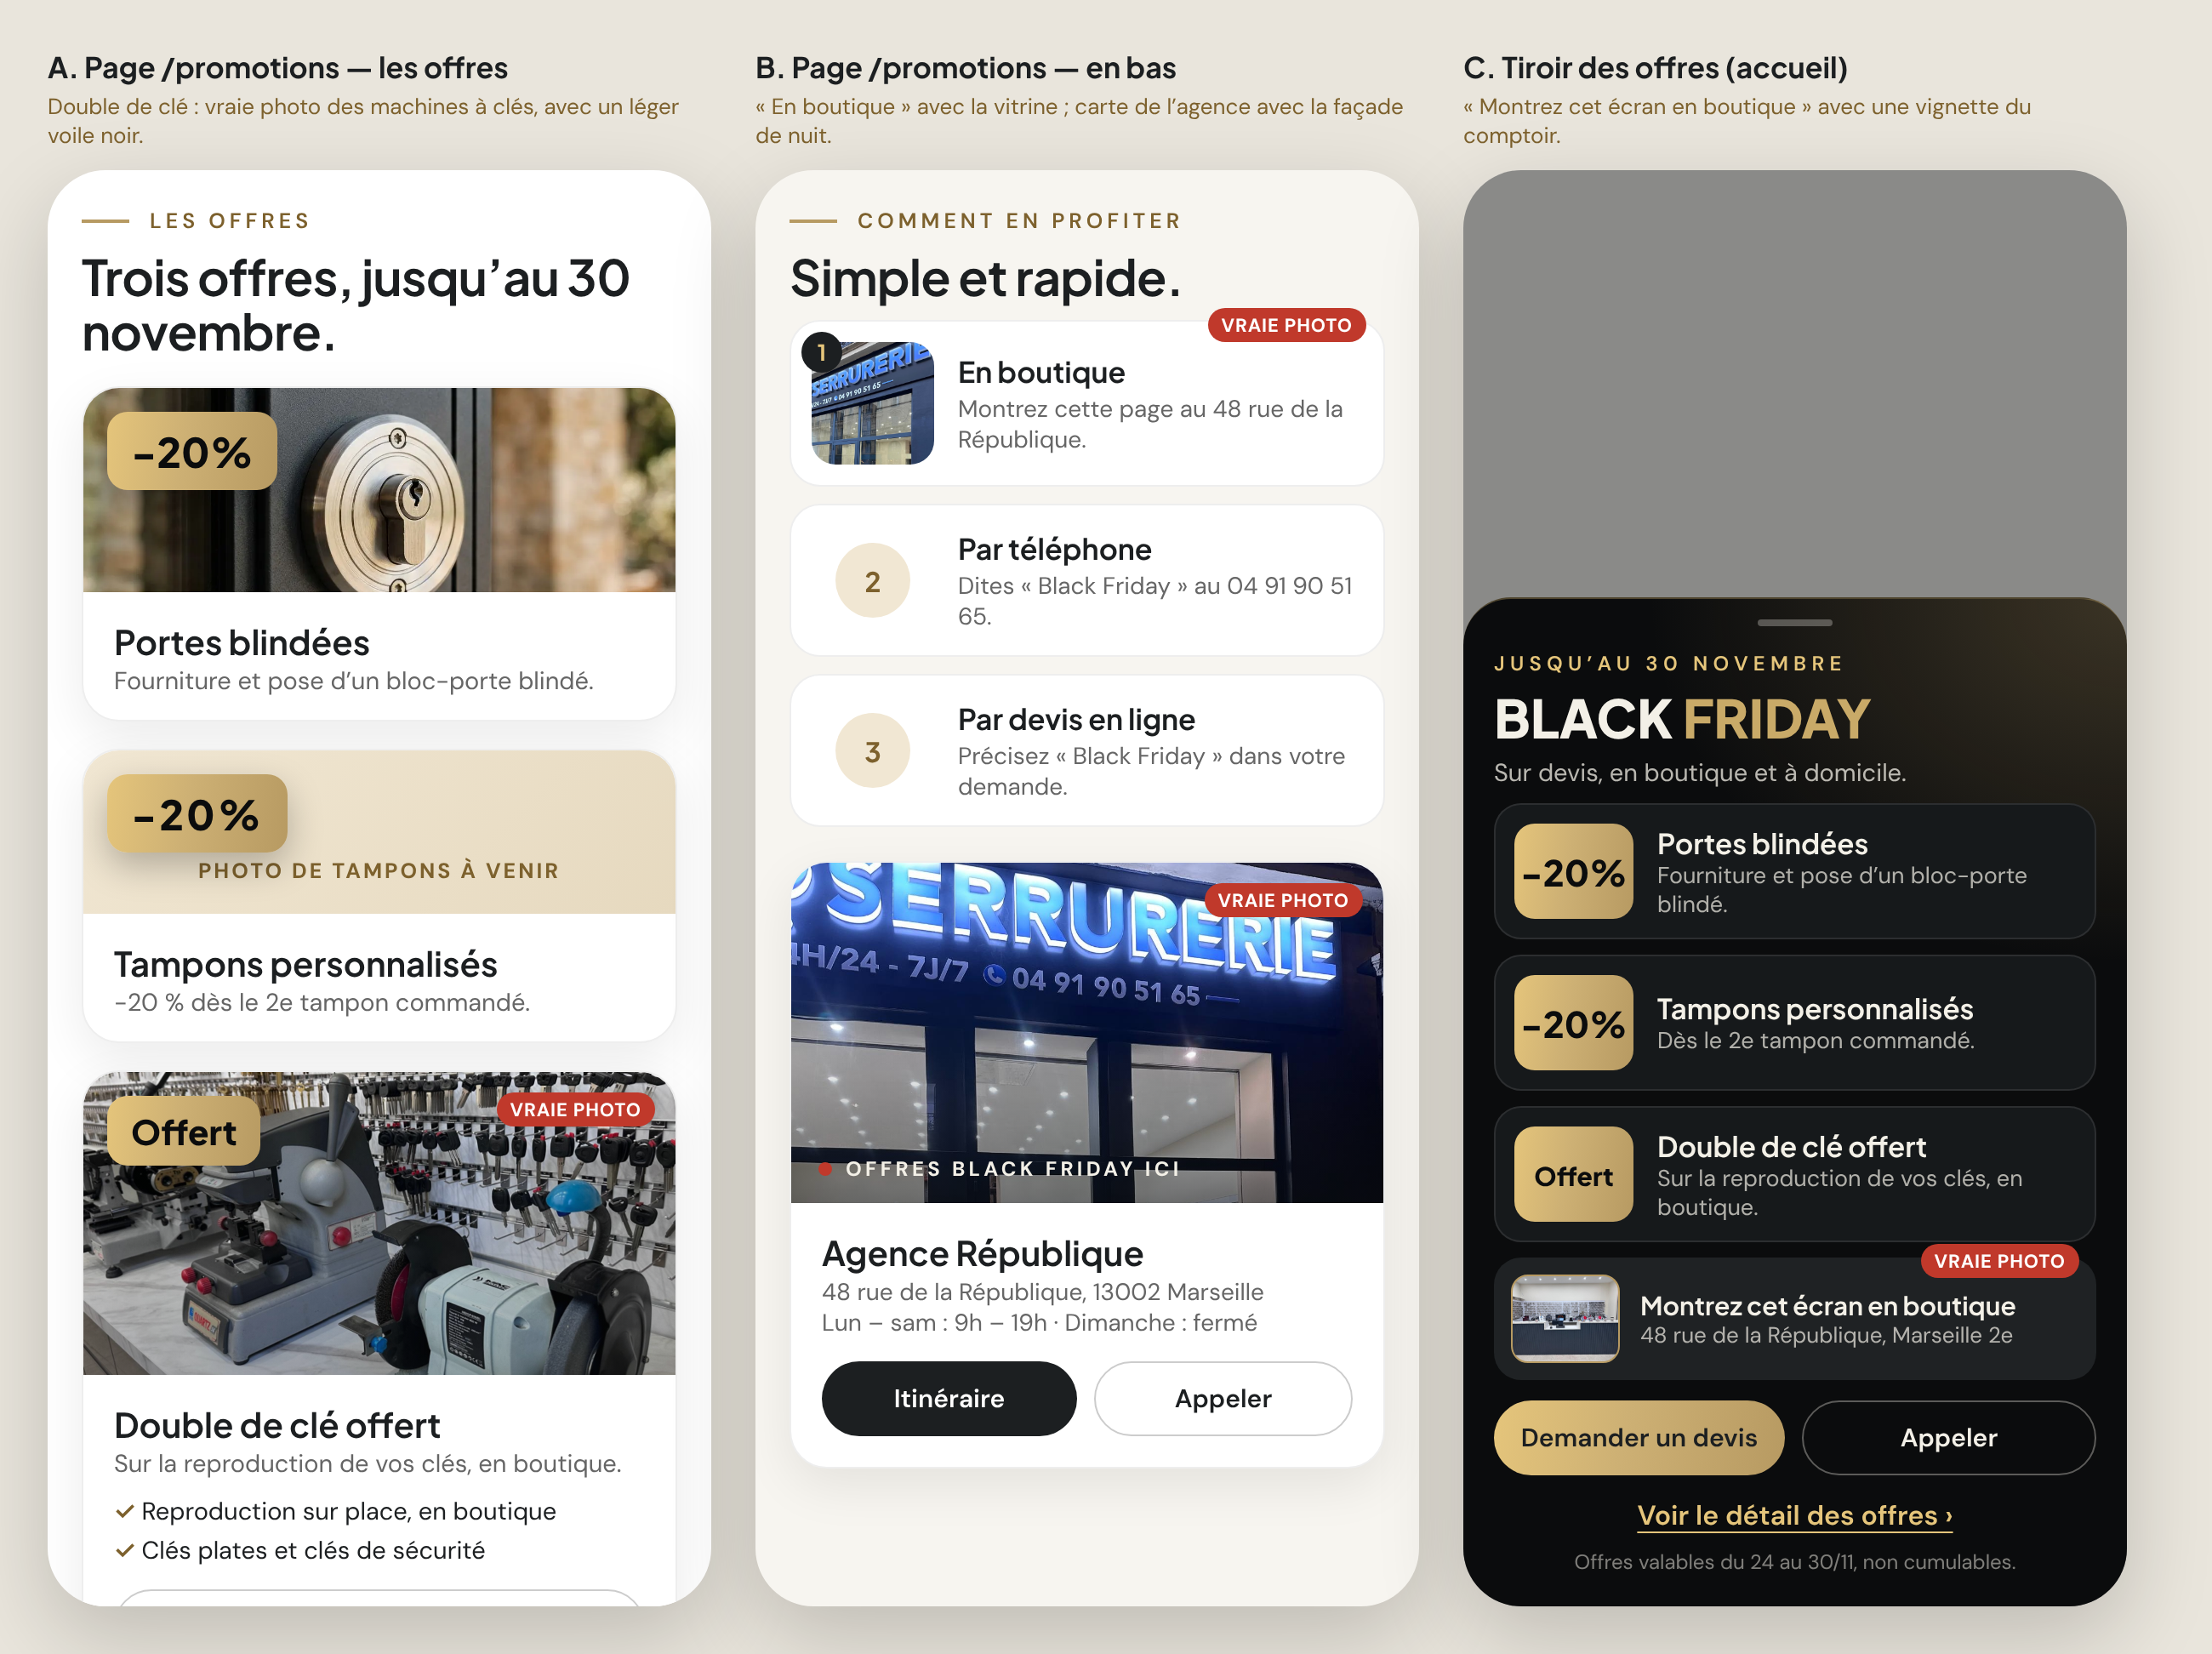 A. Page /promotions — les offres
Double de clé : vraie photo des machines à clés, avec un léger
voile noir.
LES OFFRES
Trois offres, jusqu’au 30
novembre.
-20%
Portes blindées
Fourniture et pose d’un bloc-porte blindé.
-20%
PHOTO DE TAMPONS À VENIR
Tampons personnalisés
-20 % dès le 2e tampon commandé.
Offert
VRAIE PHOTO
Double de clé offert
Sur la reproduction de vos clés, en boutique.
✓ Reproduction sur place, en boutique
✓ Clés plates et clés de sécurité
B. Page /promotions — en bas
« En boutique » avec la vitrine ; carte de l’agence avec la façade
de nuit.
COMMENT EN PROFITER
Simple et rapide.
VRAIE PHOTO
1
SERRURERIE
24 - 7J/7 04 91 90 51 65
En boutique
Montrez cette page au 48 rue de la
République.
2
Par téléphone
Dites « Black Friday » au 04 91 90 51
65.
3
Par devis en ligne
Précisez « Black Friday » dans votre
demande.
SERRURERIE
VRAIE PHOTO
4H/24 - 7J/7 04 91 90 51 65
OFFRES BLACK FRIDAY ICI
Agence République
48 rue de la République, 13002 Marseille
Lun – sam : 9h – 19h · Dimanche : fermé
Itinéraire
Appeler
C. Tiroir des offres (accueil)
« Montrez cet écran en boutique » avec une vignette du
comptoir.
JUSQU’AU 30 NOVEMBRE
BLACK FRIDAY
Sur devis, en boutique et à domicile.
-20%
Portes blindées
Fourniture et pose d’un bloc-porte
blindé.
-20%
Tampons personnalisés
Dès le 2e tampon commandé.
Offert
Double de clé offert
Sur la reproduction de vos clés, en
boutique.
VRAIE PHOTO
Montrez cet écran en boutique
48 rue de la République, Marseille 2e
Demander un devis
Appeler
Voir le détail des offres ›
Offres valables du 24 au 30/11, non cumulables.